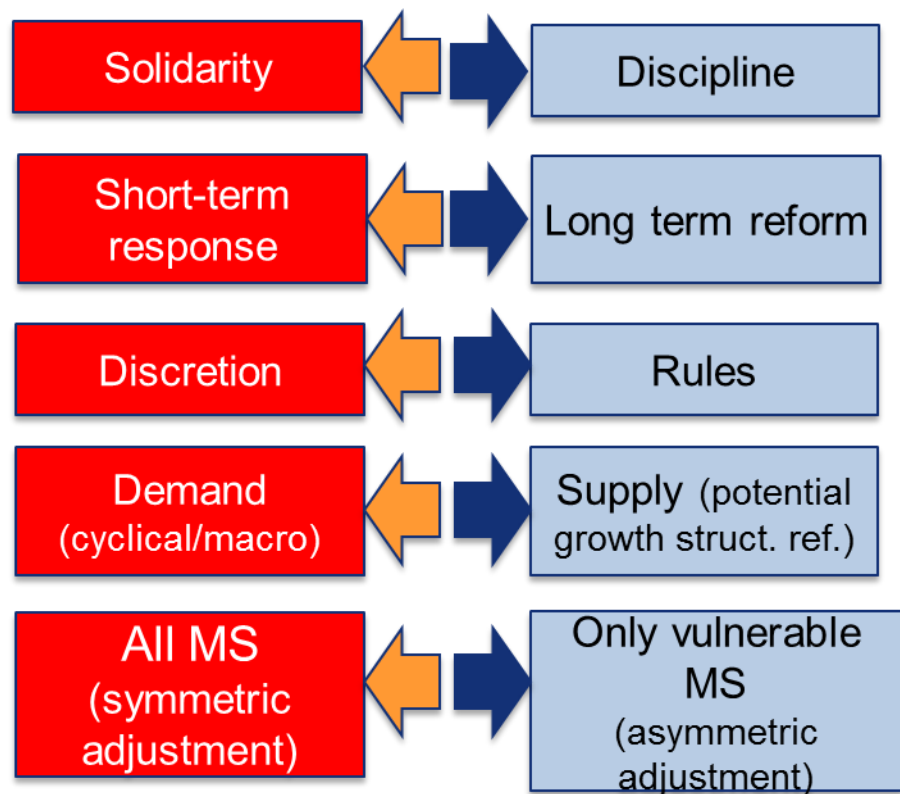 Solidarity
Discipline
Short-term
response
Long term reform
Discretion
Rules
Demand
(cyclical/macro)
Supply (potential
growth struct. ref.)
All MS
(symmetric
adjustment)
Only vulnerable
MS
(asymmetric
adjustment)